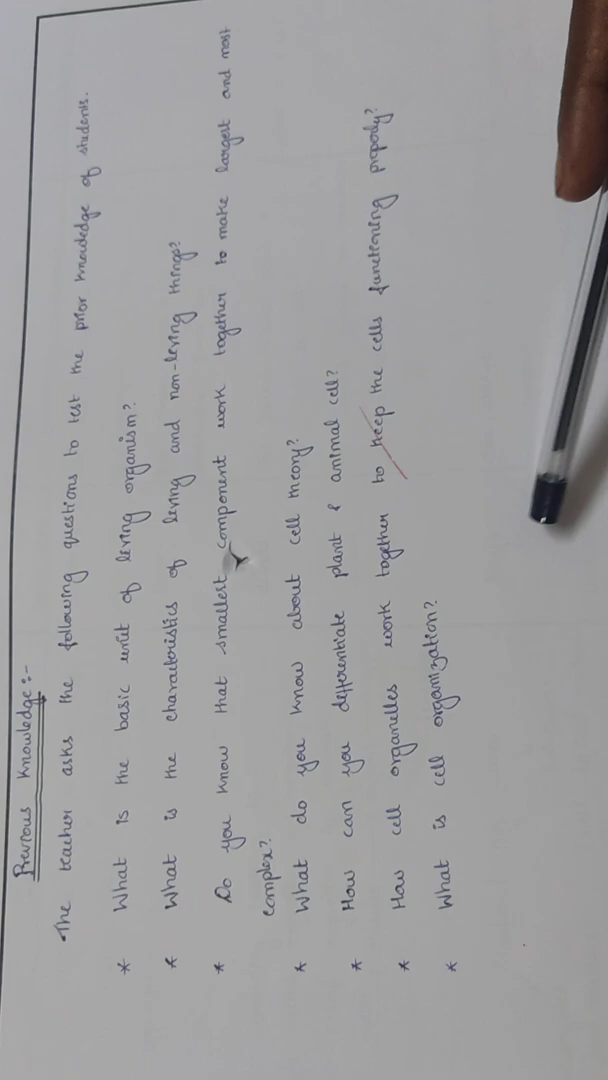 Previous Knowledge:-
The teacher asks the following questions to test the prior knowledge of students.
* What is the basic unit of living organism?
* What is the characteristics of living and non-living things?
* Do you know that smallest component work together to make largest and most
complex?
* What do you know about cell theory?
* How can you differentiate plant & animal cell?
* How cell organelles work together to keep the cells functioning properly?
* What is cell organization?